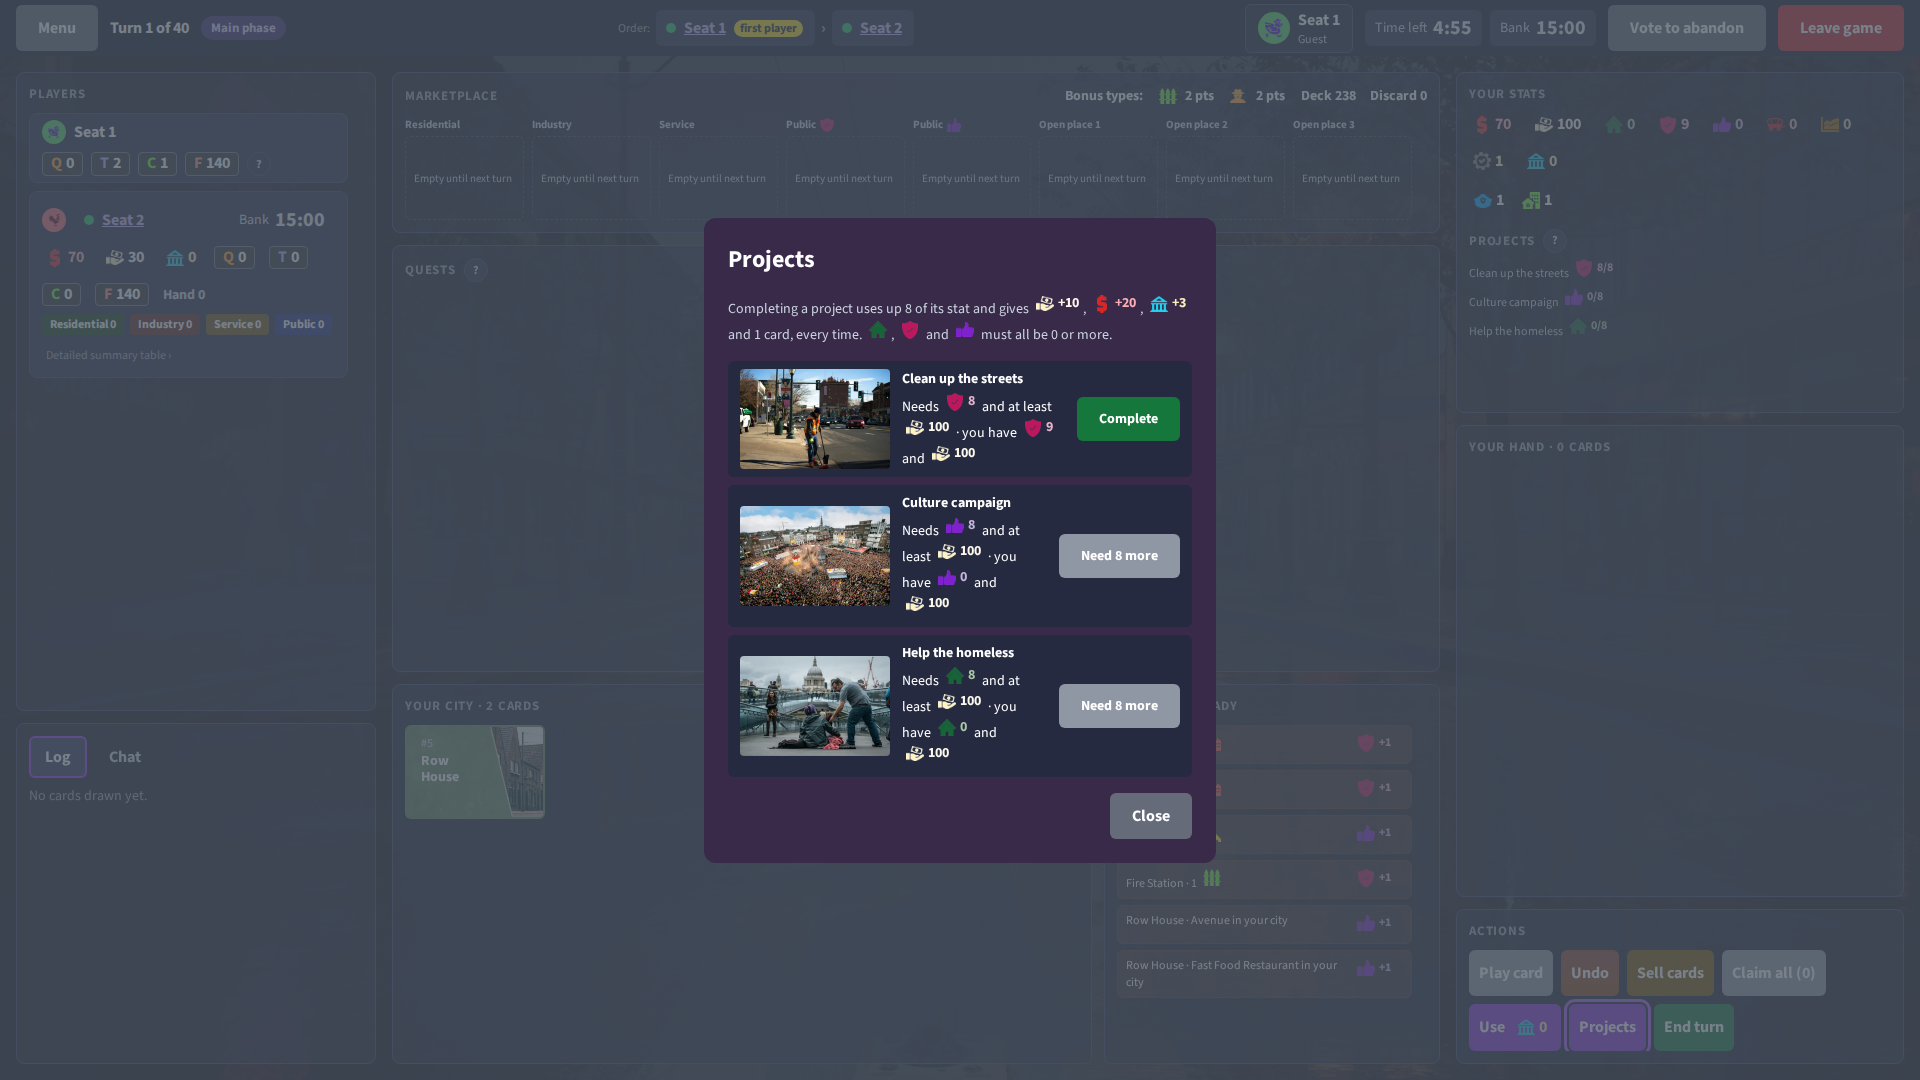 Menu
Turn 1 of 40
Main phase
Order:
Seat 1
first player
›
Seat 2
Seat 1
Guest
Time left 4:55
Bank 15:00
Vote to abandon
Leave game
PLAYERS
Seat 1
Q 0
T 2
C 1
F 140
?
Seat 2
Bank 15:00
70
30
0
Q 0
T 0
C 0
F 140
Hand 0
Residential 0
Industry 0
Service 0
Public 0
Detailed summary table ›
Log
Chat
No cards drawn yet.
MARKETPLACE
Bonus types:
2 pts
2 pts
Deck 238
Discard 0
Residential
Industry
Service
Public
Public
Open place 1
Open place 2
Open place 3
Empty until next turn
Empty until next turn
Empty until next turn
Empty until next turn
Empty until next turn
Empty until next turn
Empty until next turn
Empty until next turn
QUESTS
?
YOUR CITY · 2 CARDS
#5
Row
House
Projects
Completing a project uses up 8 of its stat and gives +10 , +20 , +3
and 1 card, every time. , and must all be 0 or more.
Clean up the streets
Needs 8 and at least
100 · you have 9
and 100
Complete
Culture campaign
Needs 8 and at
least 100 · you
have 0 and
100
Need 8 more
Help the homeless
Needs 8 and at
least 100 · you
have 0 and
100
Need 8 more
Close
+1
+1
+1
Fire Station · 1
+1
Row House · Avenue in your city
+1
Row House · Fast Food Restaurant in your
city
+1
YOUR STATS
70
100
0
9
0
0
0
1
0
1
1
PROJECTS
?
Clean up the streets 8/8
Culture campaign 0/8
Help the homeless 0/8
YOUR HAND · 0 CARDS
ACTIONS
Play card
Undo
Sell cards
Claim all (0)
Use 0
Projects
End turn